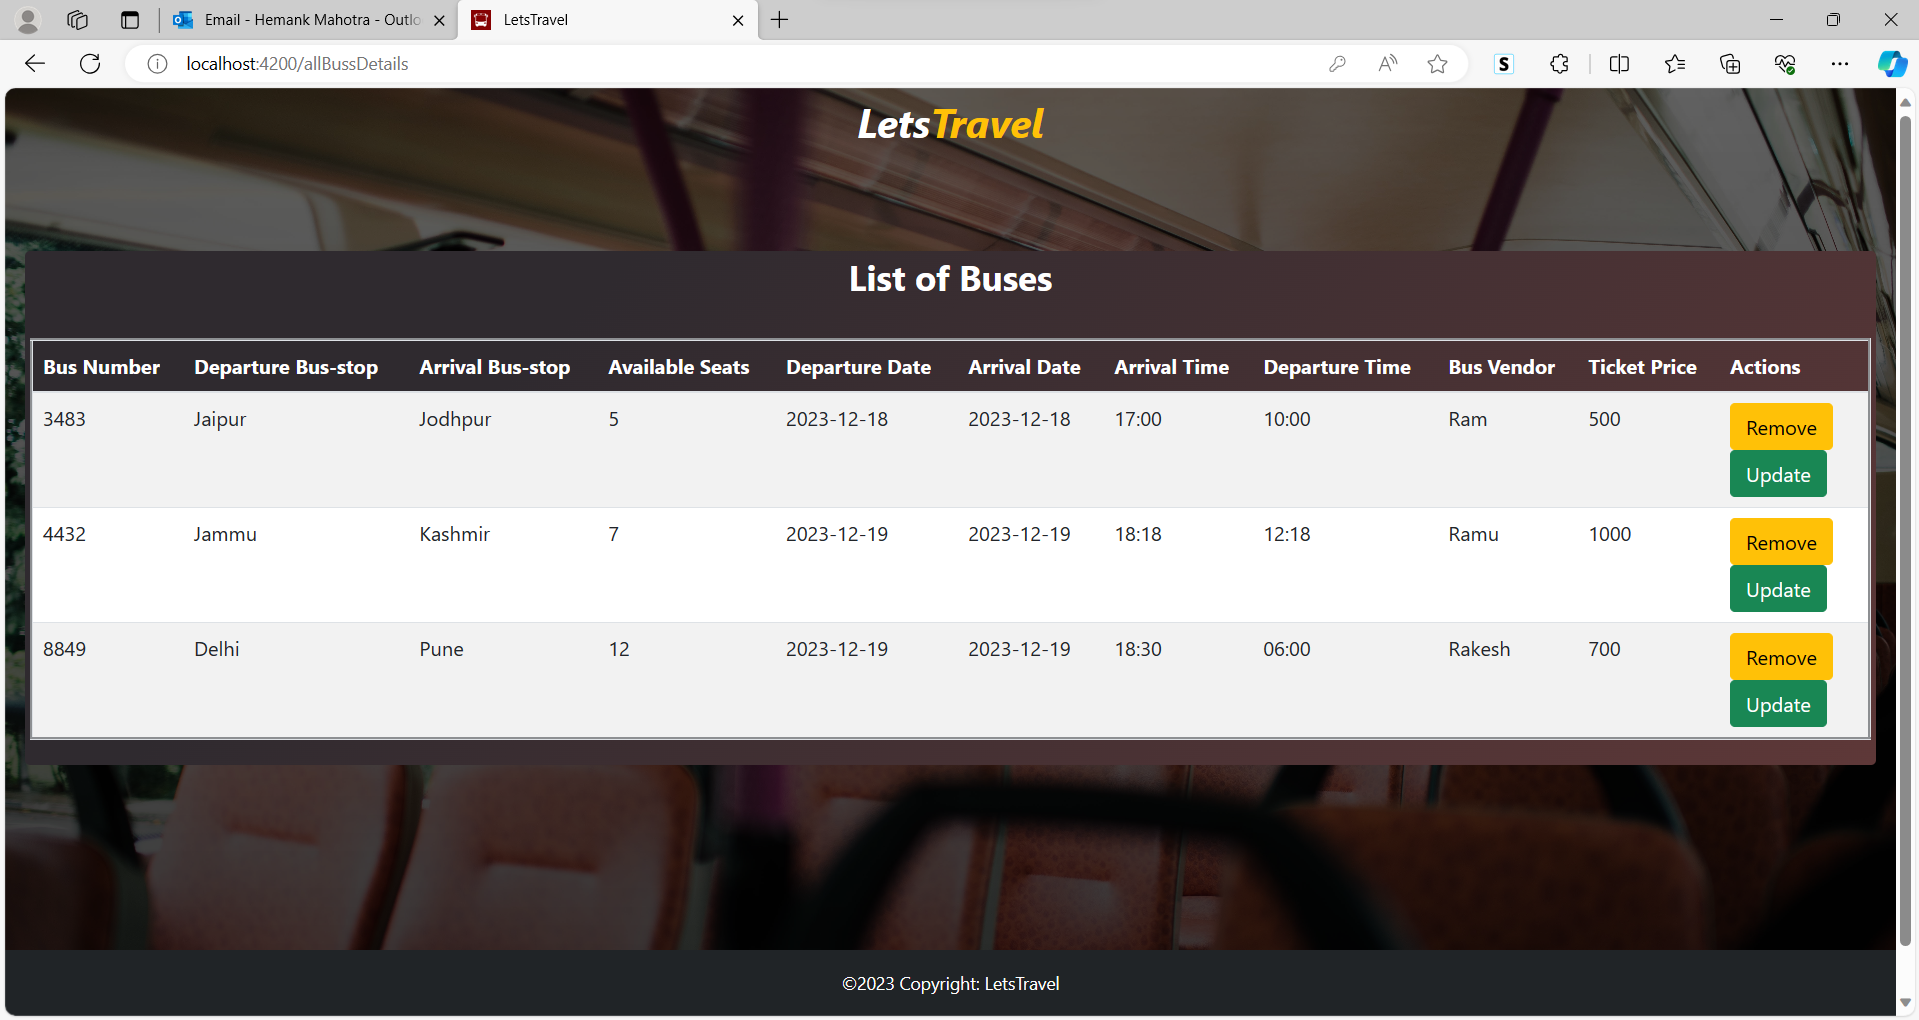 Email - Hemank Mahotra - Outlo
LetsTravel
localhost:4200/allBussDetails
LetsTravel
List of Buses
Bus Number Departure Bus-stop Arrival Bus-stop Available Seats Departure Date Arrival Date Arrival Time Departure Time Bus Vendor Ticket Price Actions
3483 Jaipur Jodhpur 5 2023-12-18 2023-12-18 17:00 10:00 Ram 500 Remove
Update
4432 Jammu Kashmir 7 2023-12-19 2023-12-19 18:18 12:18 Ramu 1000 Remove
Update
8849 Delhi Pune 12 2023-12-19 2023-12-19 18:30 06:00 Rakesh 700 Remove
Update
©2023 Copyright: LetsTravel